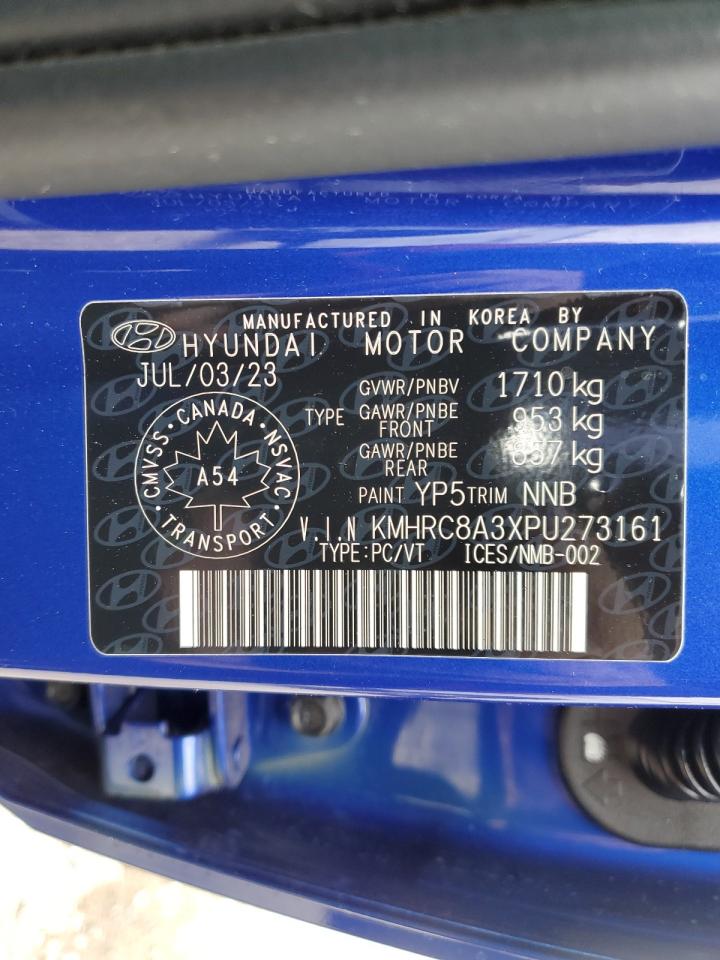 MANUFACTURED IN KOREA BY
HYUNDAI MOTOR COMPANY
JUL/03/23
GVWR/PNBV 1710 kg
TYPE GAWR/PNBE FRONT 953 kg
GAWR/PNBE REAR 857 kg
CMVSS · CANADA · NSVAC · TRANSPORT ·
A54
PAINT YP5 TRIM NNB
V.I.N KMHRC8A3XPU273161
TYPE:PC/VT ICES/NMB-002